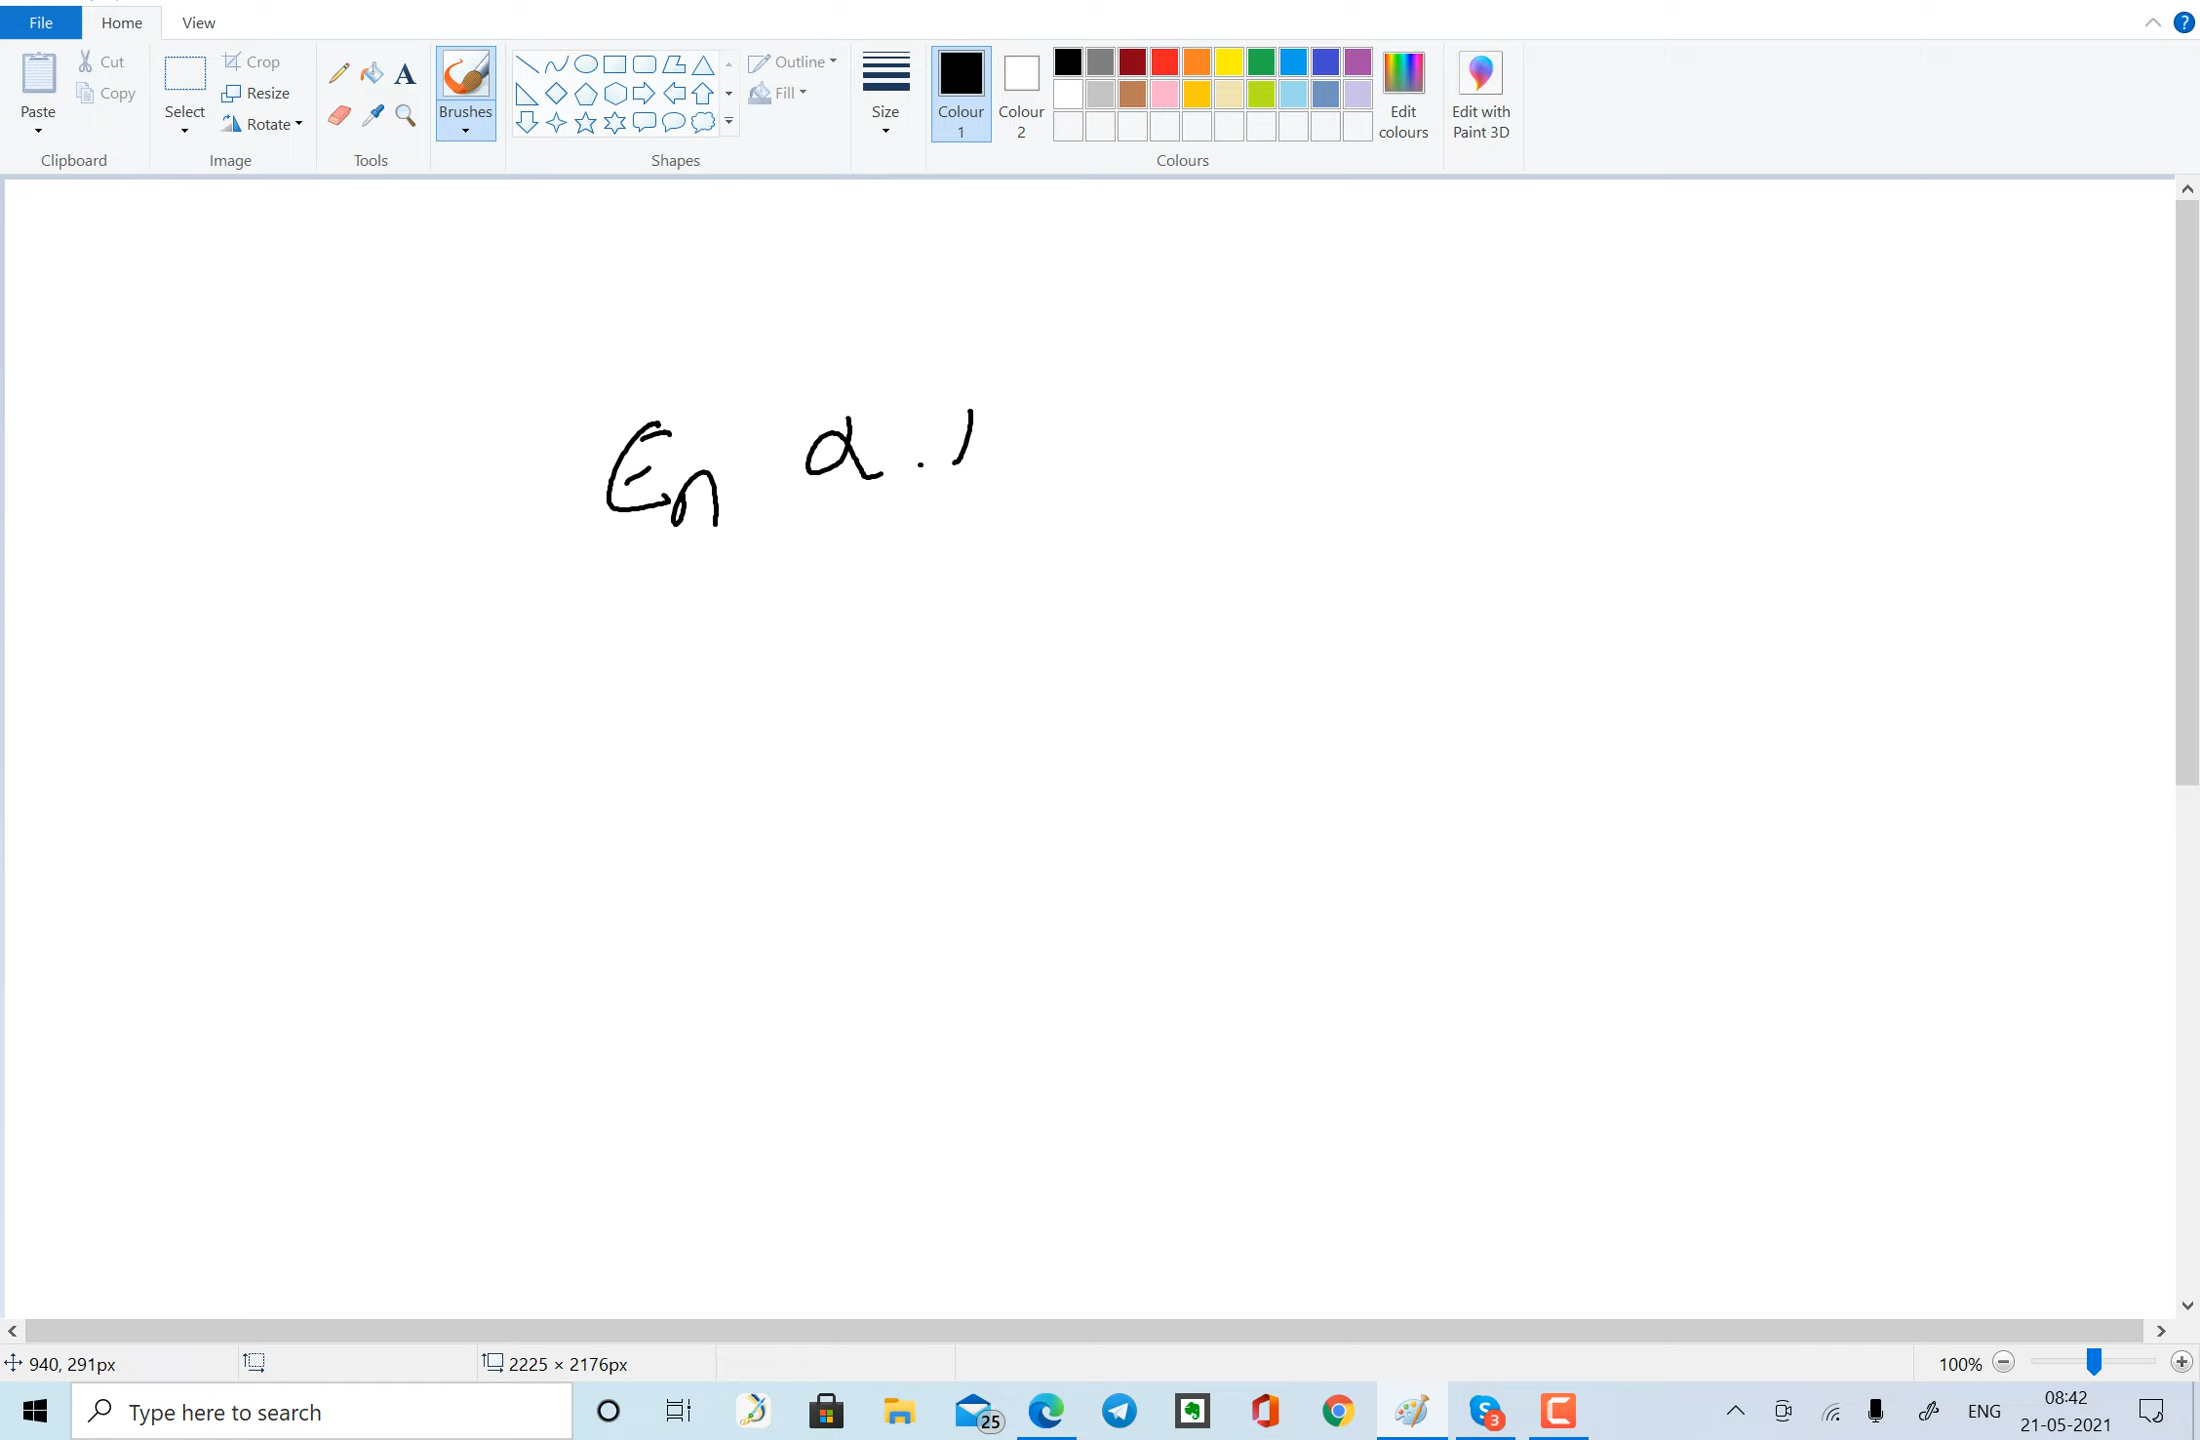 File Home View
Cut Crop Outline
Copy Resize Fill Edit Edit with
Paste Select Rotate Brushes Size Colour 1 Colour 2 colours Paint 3D
Clipboard Image Tools Shapes Colours
En 2.1
940, 291px 2225 × 2176px 100%
Type here to search 25 3 ENG 08:42
21-05-2021